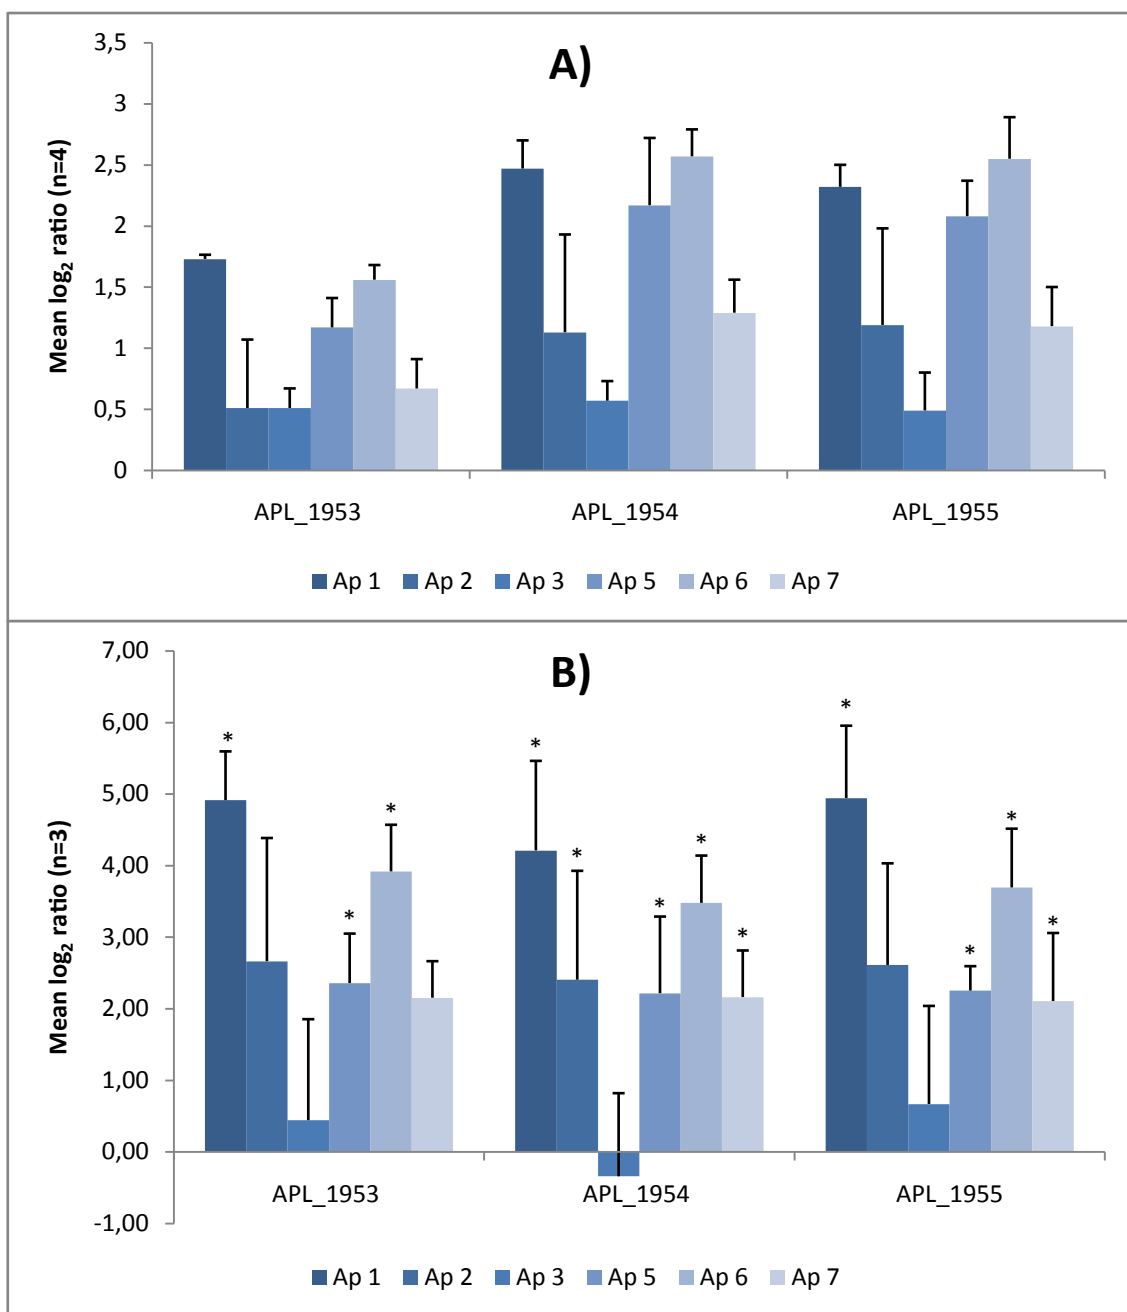 A)
Mean log₂ ratio (n=4)
3,5
3
2,5
2
1,5
1
0,5
0
APL_1953 APL_1954 APL_1955
Ap 1 Ap 2 Ap 3 Ap 5 Ap 6 Ap 7
B)
Mean log₂ ratio (n=3)
7,00
6,00
5,00
4,00
3,00
2,00
1,00
0,00
-1,00
* * * * * * * * * * * *
APL_1953 APL_1954 APL_1955
Ap 1 Ap 2 Ap 3 Ap 5 Ap 6 Ap 7